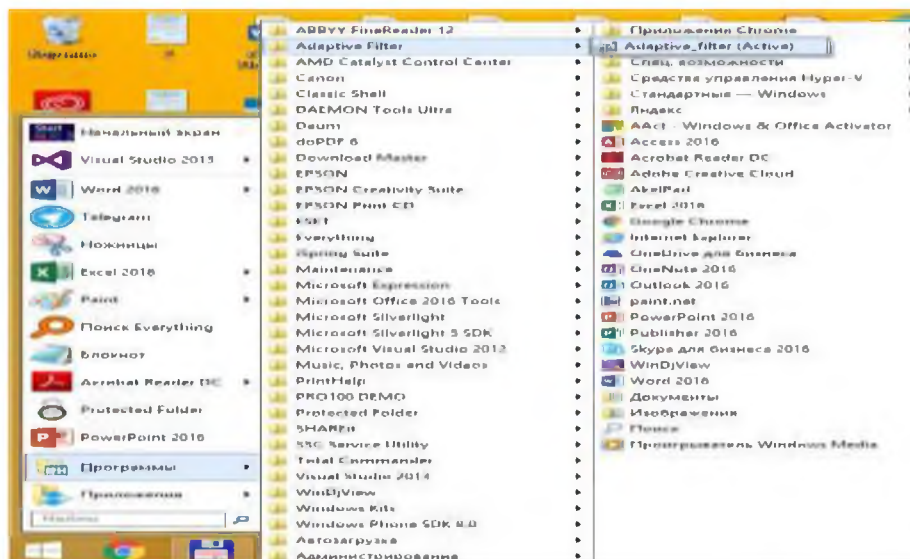 Начальный экран
Visual Studio 2013
Word 2016
Telegram
Ножницы
Excel 2016
Paint
Поиск Everything
Блокнот
Acrobat Reader DC
Protected Folder
PowerPoint 2016
Программы
Приложения
ABBYY FineReader 12
Adaptive Filter
AMD Catalyst Control Center
Canon
Classic Shell
DAEMON Tools Ultra
Daum
doPDF 8
Download Master
EPSON
EPSON Creativity Suite
EPSON Print CD
ESET
Everything
iSpring Suite
Maintenance
Microsoft Expression
Microsoft Office 2016 Tools
Microsoft Silverlight
Microsoft Silverlight 5 SDK
Microsoft Visual Studio 2012
Music, Photos and Videos
PrintHelp
PRO100 DEMO
Protected Folder
SHAREit
SSC Service Utility
Total Commander
Visual Studio 2013
WinDjView
Windows Kits
Windows Phone SDK 8.0
Автозагрузка
Администрирование
Приложения Chrome
Adaptive_filter (Active)
Спец. возможности
Средства управления Hyper-V
Стандартные — Windows
Яндекс
AAct - Windows & Office Activator
Access 2016
Acrobat Reader DC
Adobe Creative Cloud
AkelPad
Excel 2016
Google Chrome
Internet Explorer
OneDrive для бизнеса
OneNote 2016
Outlook 2016
paint.net
PowerPoint 2016
Publisher 2016
Skype для бизнеса 2016
WinDjView
Word 2016
Документы
Изображения
Поиск
Проигрыватель Windows Media